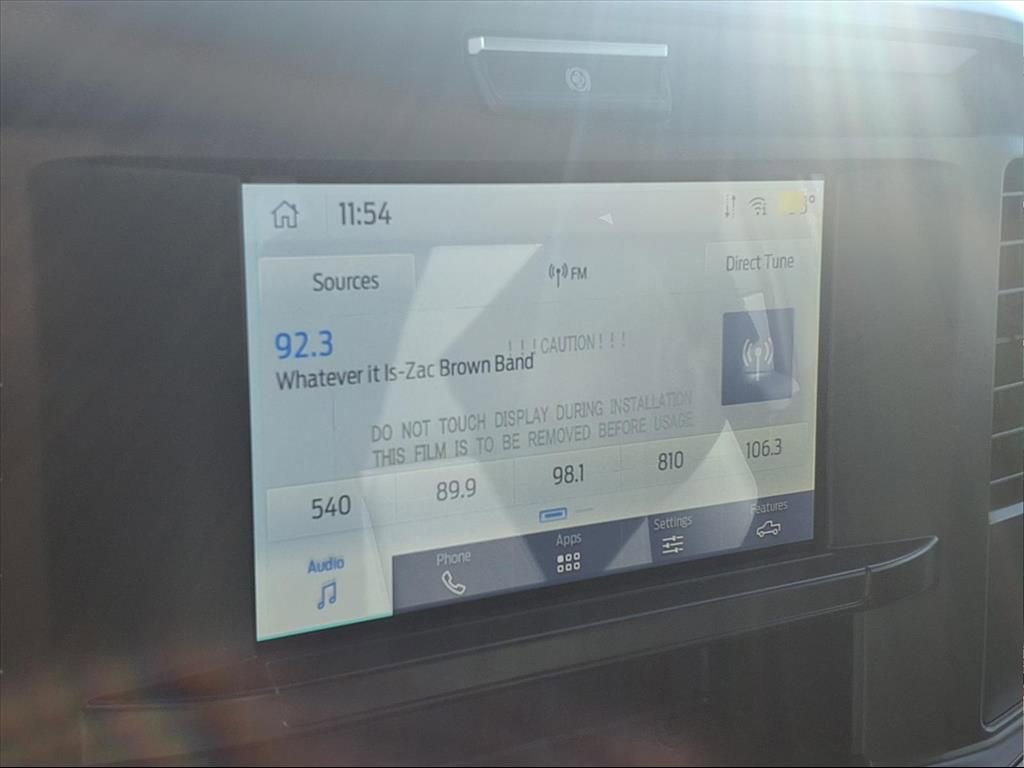 11:54
Sources
FM
Direct Tune
92.3
! ! ! CAUTION ! ! !
Whatever it Is-Zac Brown Band
DO NOT TOUCH DISPLAY DURING INSTALLATION
THIS FILM IS TO BE REMOVED BEFORE USAGE
540
89.9
98.1
810
106.3
Audio
Phone
Apps
Settings
Features